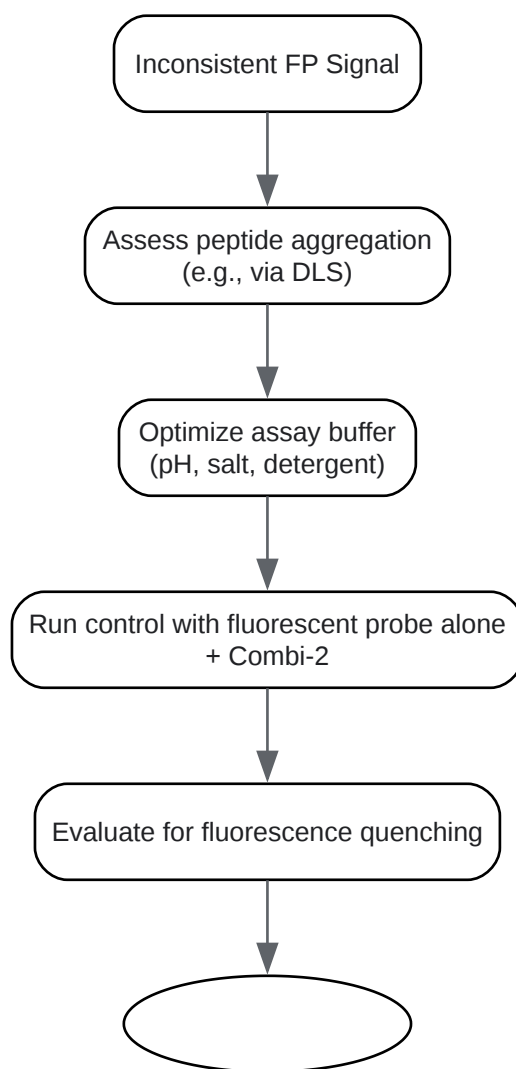 Inconsistent FP Signal
Assess peptide aggregation
(e.g., via DLS)
Optimize assay buffer
(pH, salt, detergent)
Run control with fluorescent probe alone
+ Combi-2
Evaluate for fluorescence quenching